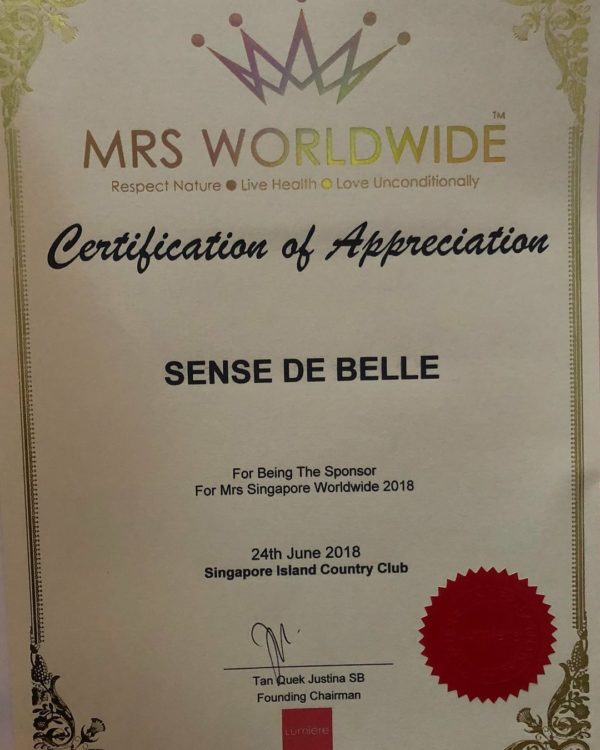 MRS WORLDWIDE™
Respect Nature ● Live Health ● Love Unconditionally
Certification of Appreciation
SENSE DE BELLE
For Being The Sponsor
For Mrs Singapore Worldwide 2018
24th June 2018
Singapore Island Country Club
Tan Quek Justina SB
Founding Chairman
Lumière